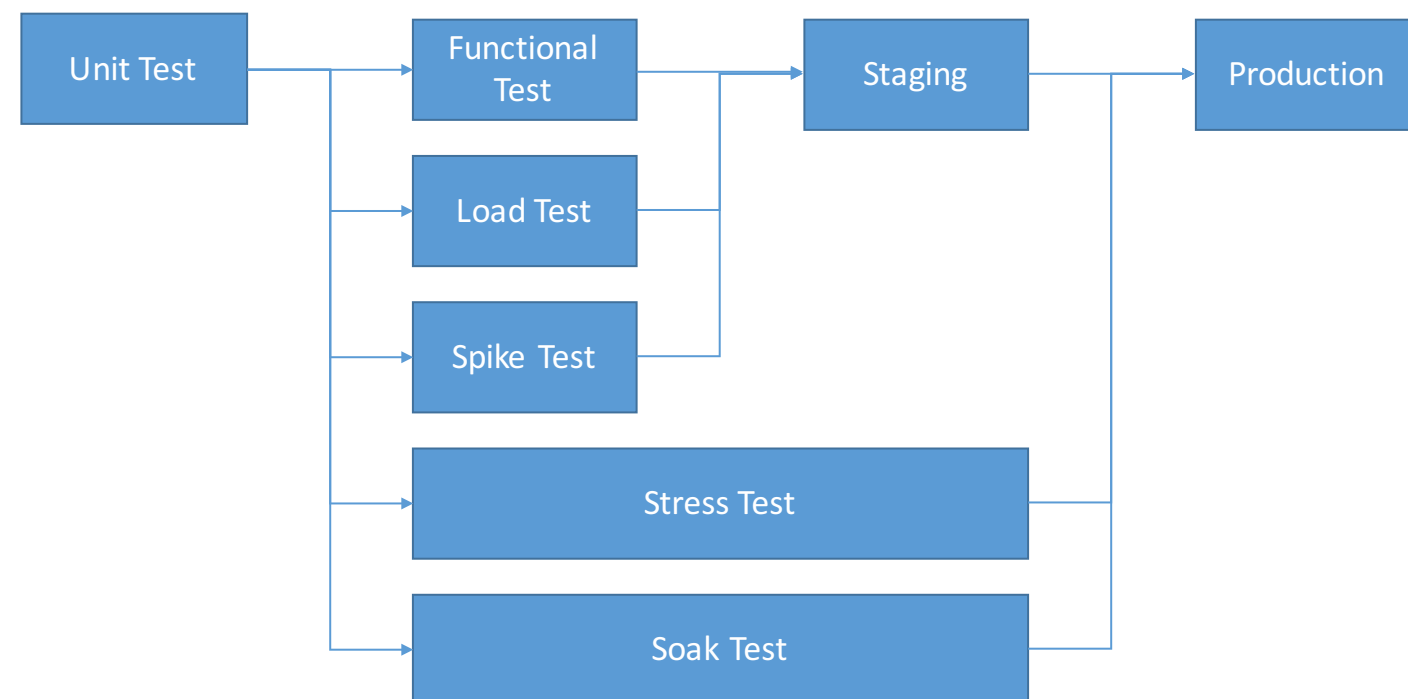 Unit Test
Functional
Test
Staging
Production
Load Test
Spike Test
Stress Test
Soak Test